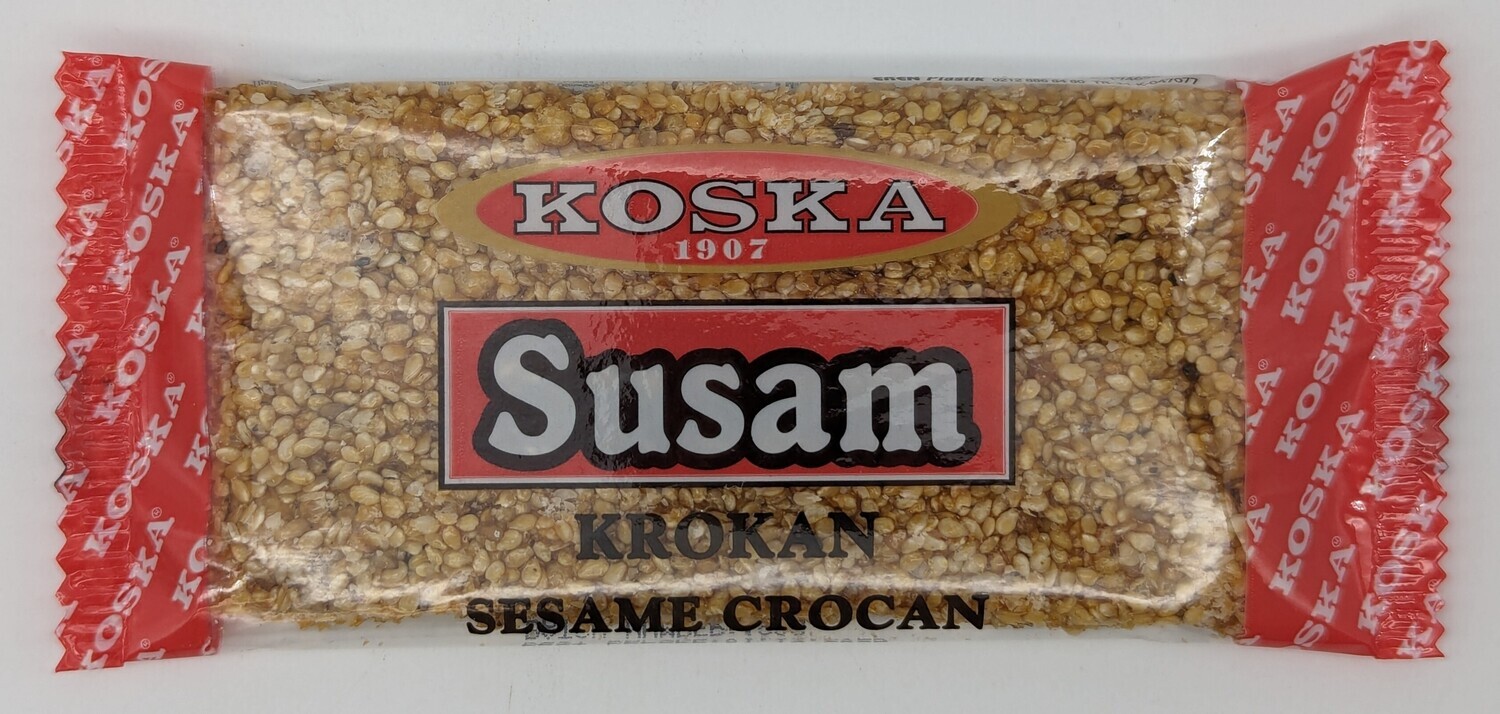 KOSKA
1907
Susam
KROKAN
SESAME CROCAN